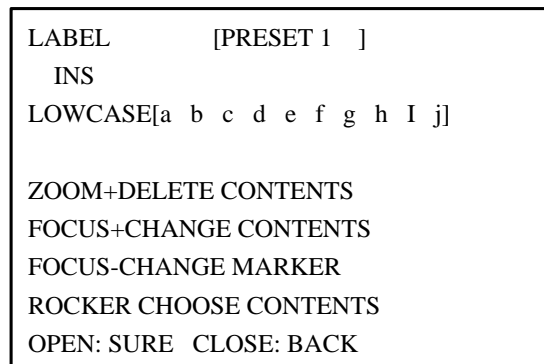 LABEL [PRESET 1 ]
INS
LOWCASE[a b c d e f g h I j]
ZOOM+DELETE CONTENTS
FOCUS+CHANGE CONTENTS
FOCUS-CHANGE MARKER
ROCKER CHOOSE CONTENTS
OPEN: SURE CLOSE: BACK